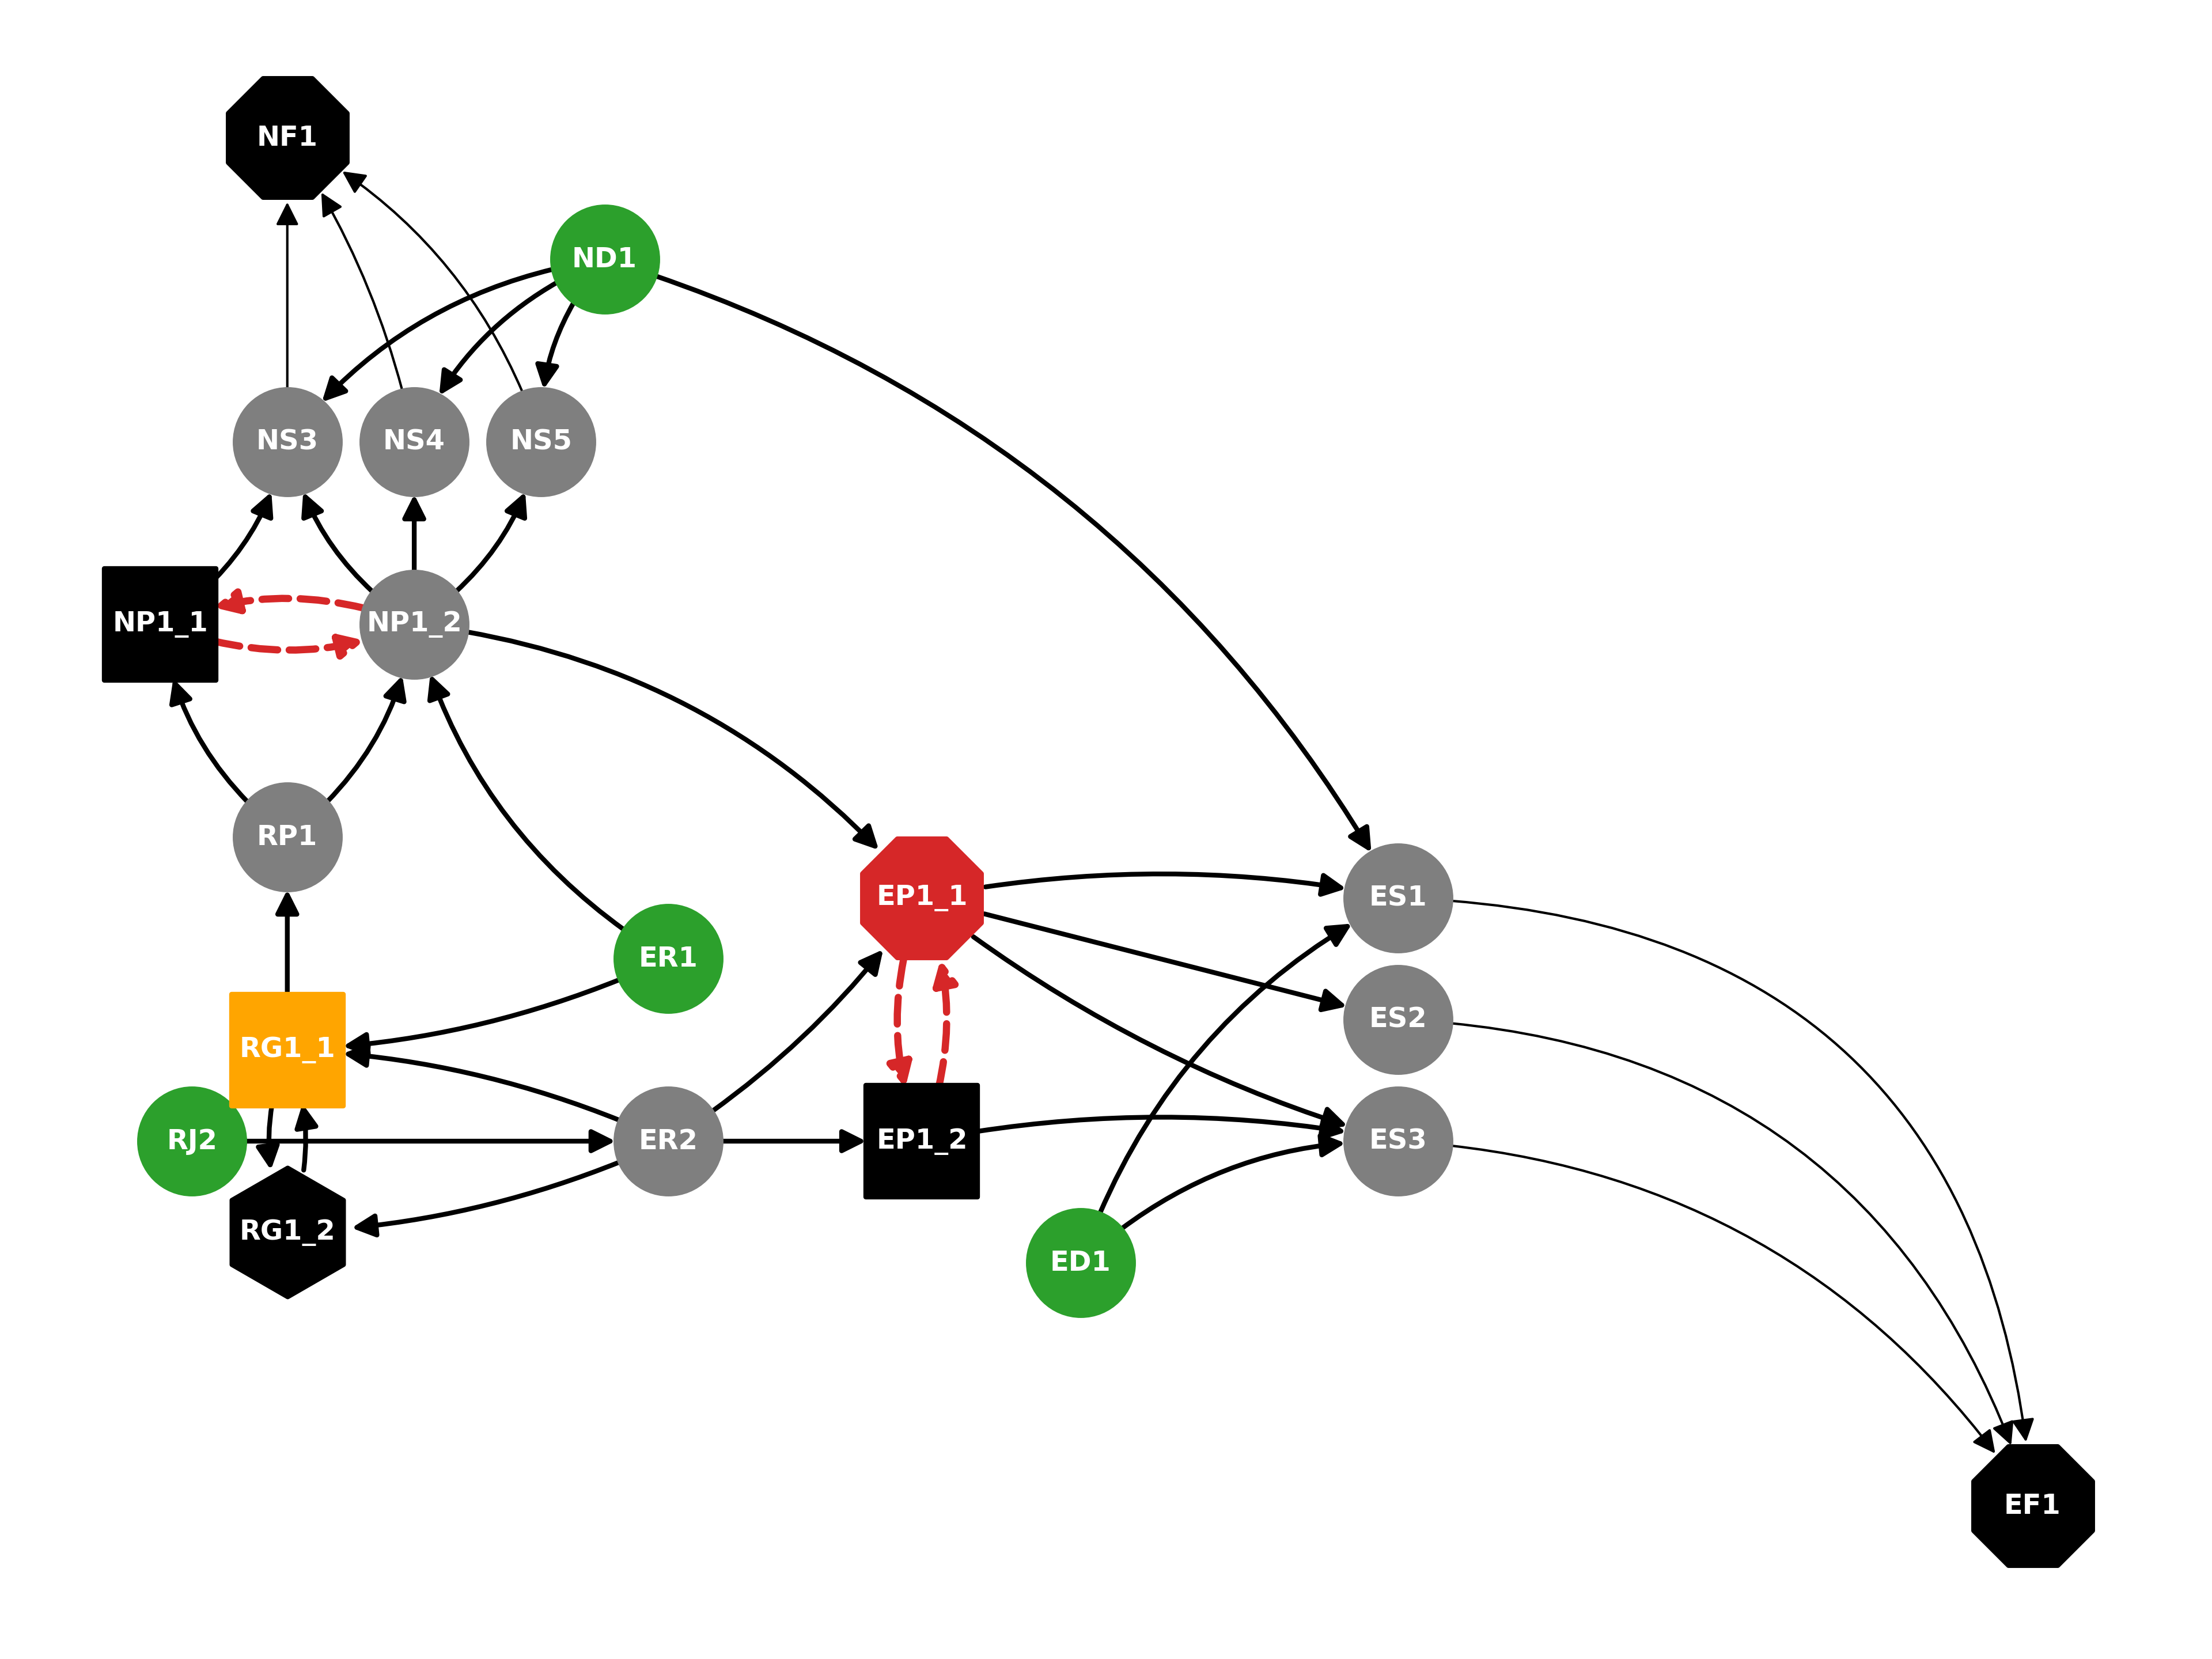 NF1
ND1
NS3 NS4 NS5
NP1_1 NP1_2
RP1
EP1_1 ES1
ER1
ES2
RG1_1
RJ2 ER2 EP1_2 ES3
RG1_2
ED1
EF1